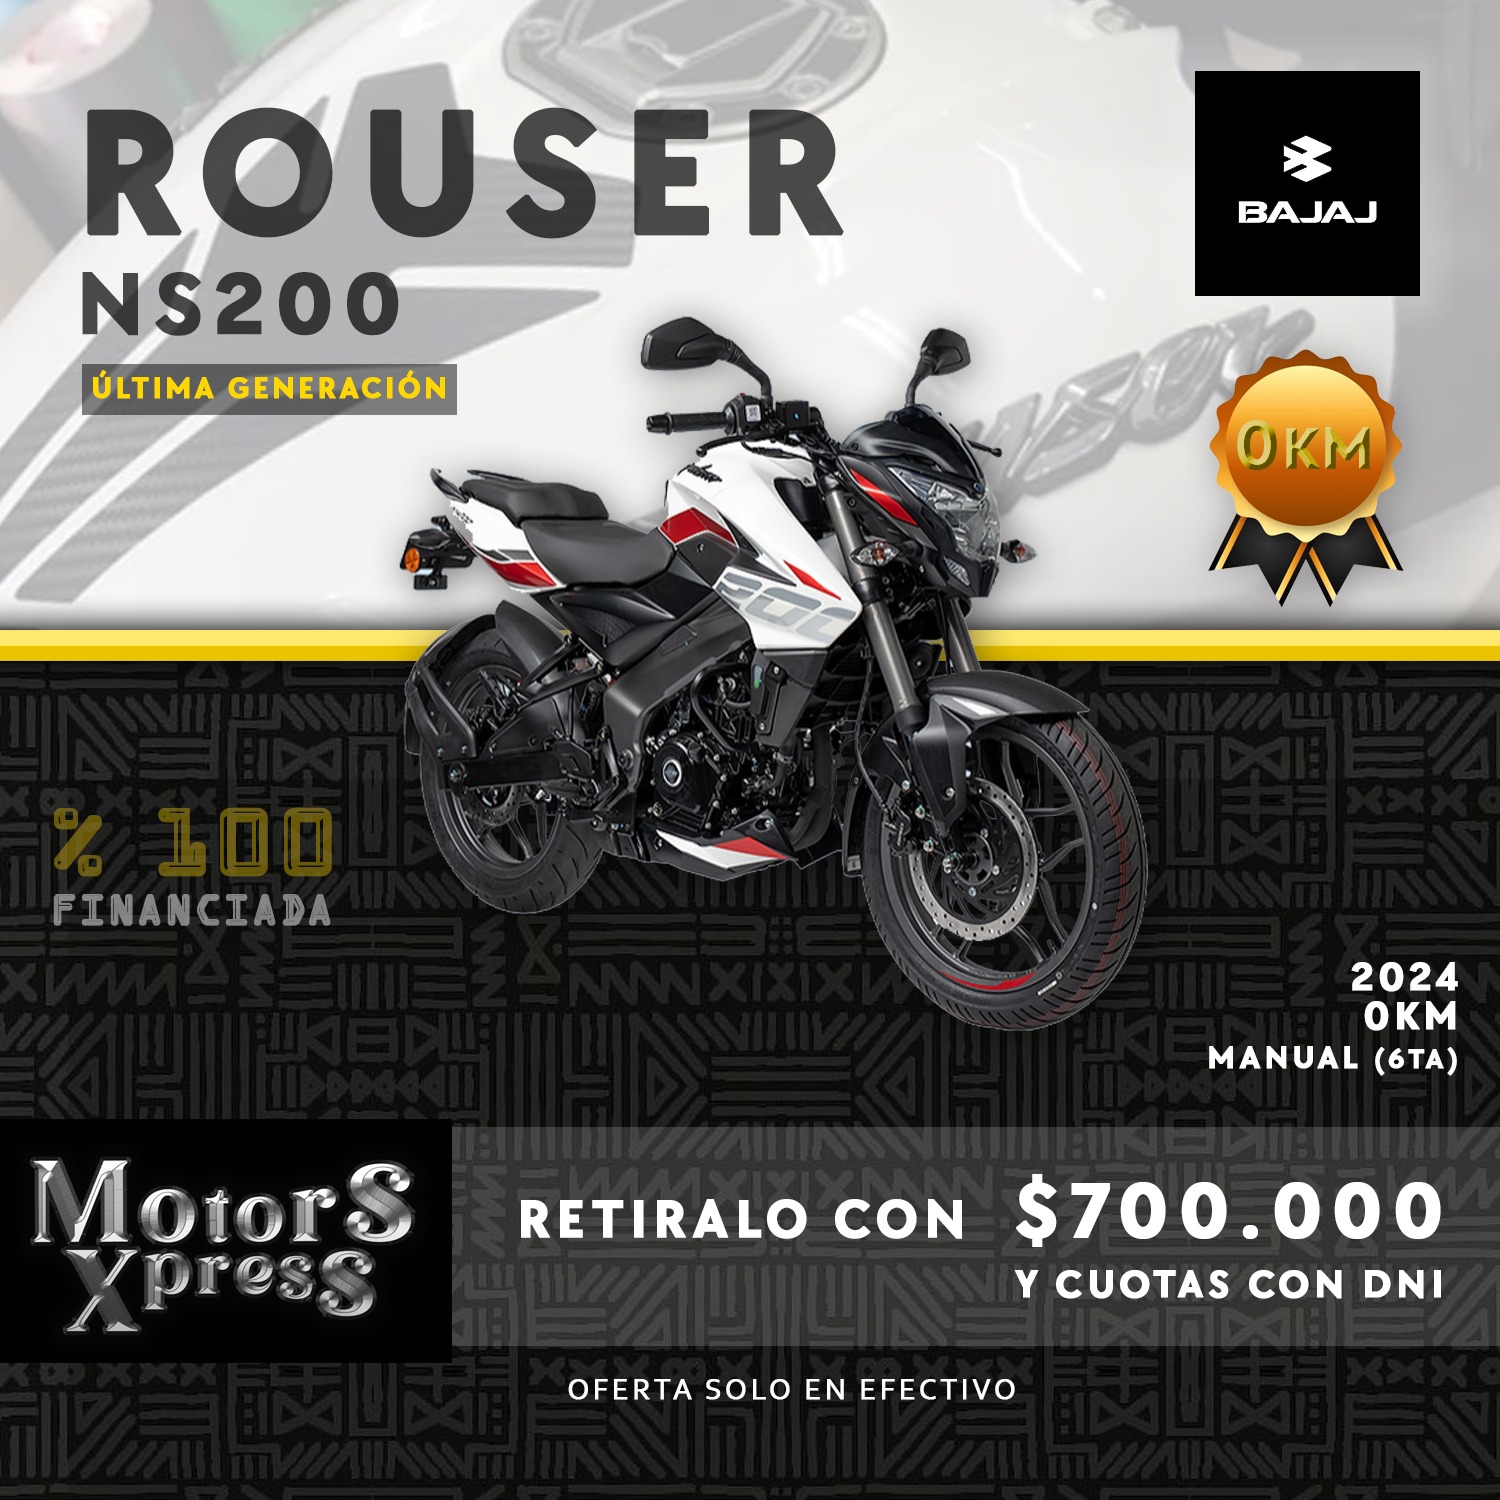 ROUSER
NS200
ÚLTIMA GENERACIÓN
BAJAJ
0KM
200
% 100
FINANCIADA
2024
0KM
MANUAL (6TA)
MotorS
XpresS
RETIRALO CON $700.000
Y CUOTAS CON DNI
OFERTA SOLO EN EFECTIVO